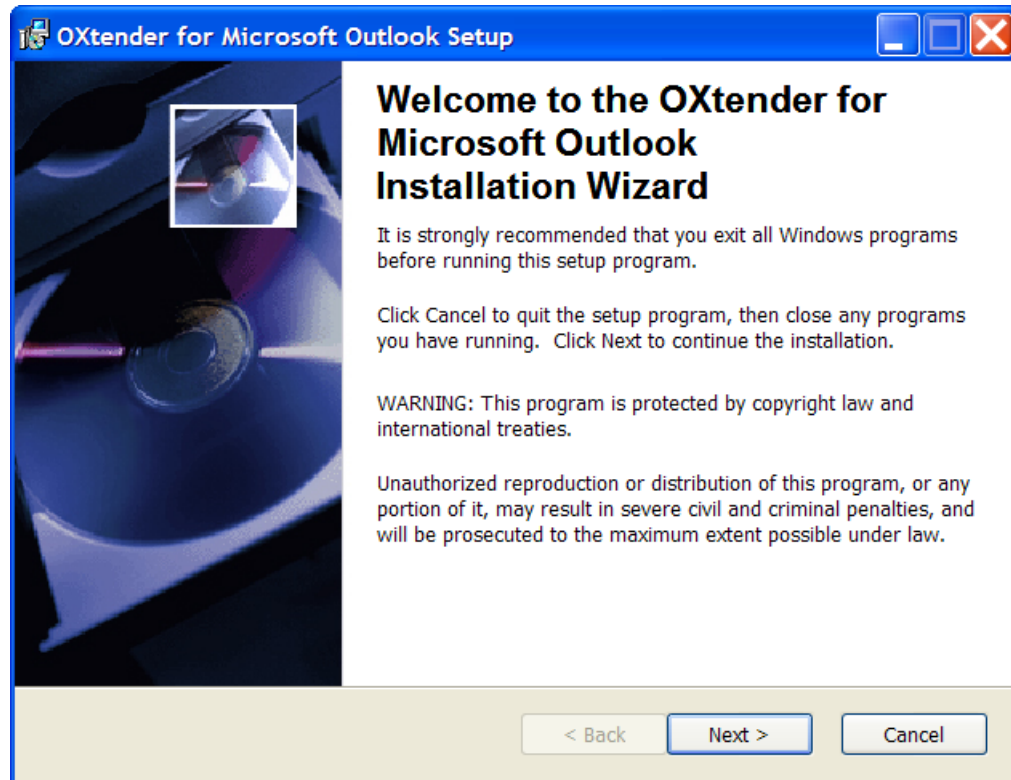 OXtender for Microsoft Outlook Setup
Welcome to the OXtender for
Microsoft Outlook
Installation Wizard
It is strongly recommended that you exit all Windows programs
before running this setup program.
Click Cancel to quit the setup program, then close any programs
you have running.  Click Next to continue the installation.
WARNING: This program is protected by copyright law and
international treaties.
Unauthorized reproduction or distribution of this program, or any
portion of it, may result in severe civil and criminal penalties, and
will be prosecuted to the maximum extent possible under law.
< Back Next > Cancel